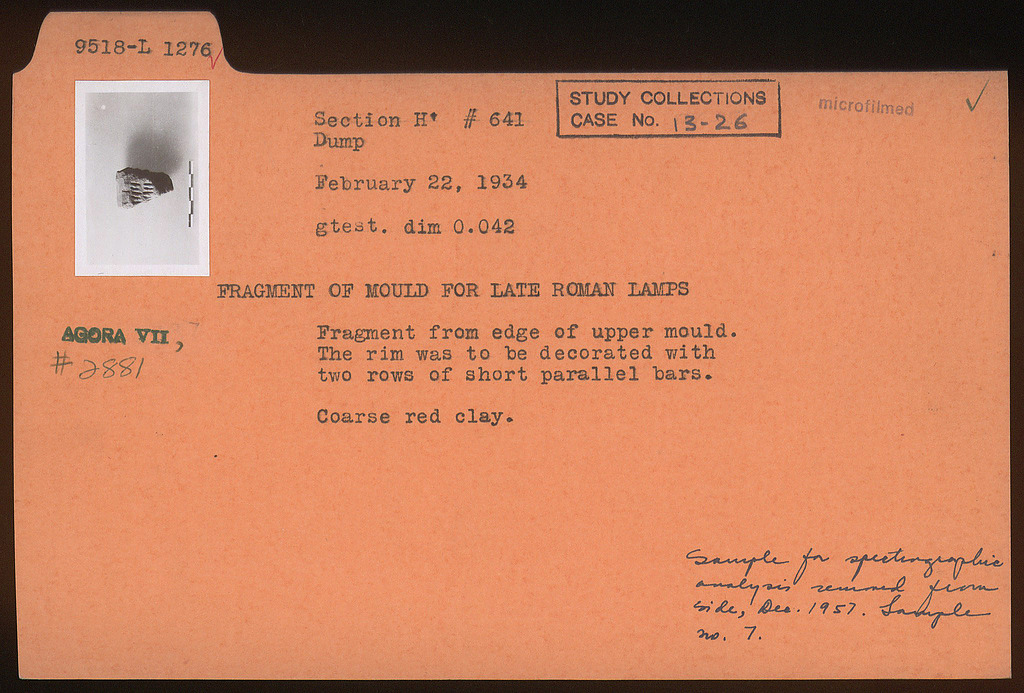 9518-L 1276
Section H' # 641
Dump
STUDY COLLECTIONS
CASE No. 13-26
microfilmed
February 22, 1934
gtest. dim 0.042
FRAGMENT OF MOULD FOR LATE ROMAN LAMPS
AGORA VII,
# 2881
Fragment from edge of upper mould.
The rim was to be decorated with
two rows of short parallel bars.
Coarse red clay.
Sample for spectrographic
analysis removed from
side, Dec. 1957. Sample
no. 7.